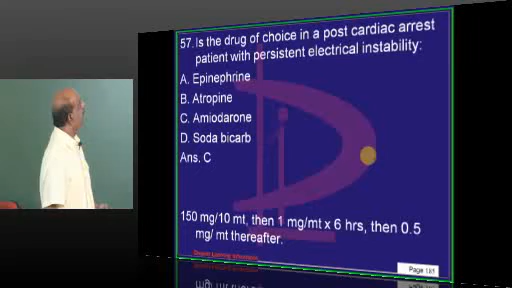 57. Is the drug of choice in a post cardiac arrest
patient with persistent electrical instability:
A. Epinephrine
B. Atropine
C. Amiodarone
D. Soda bicarb
Ans. C
150 mg/10 mt, then 1 mg/mt x 6 hrs, then 0.5
mg/ mt thereafter.
Page 181